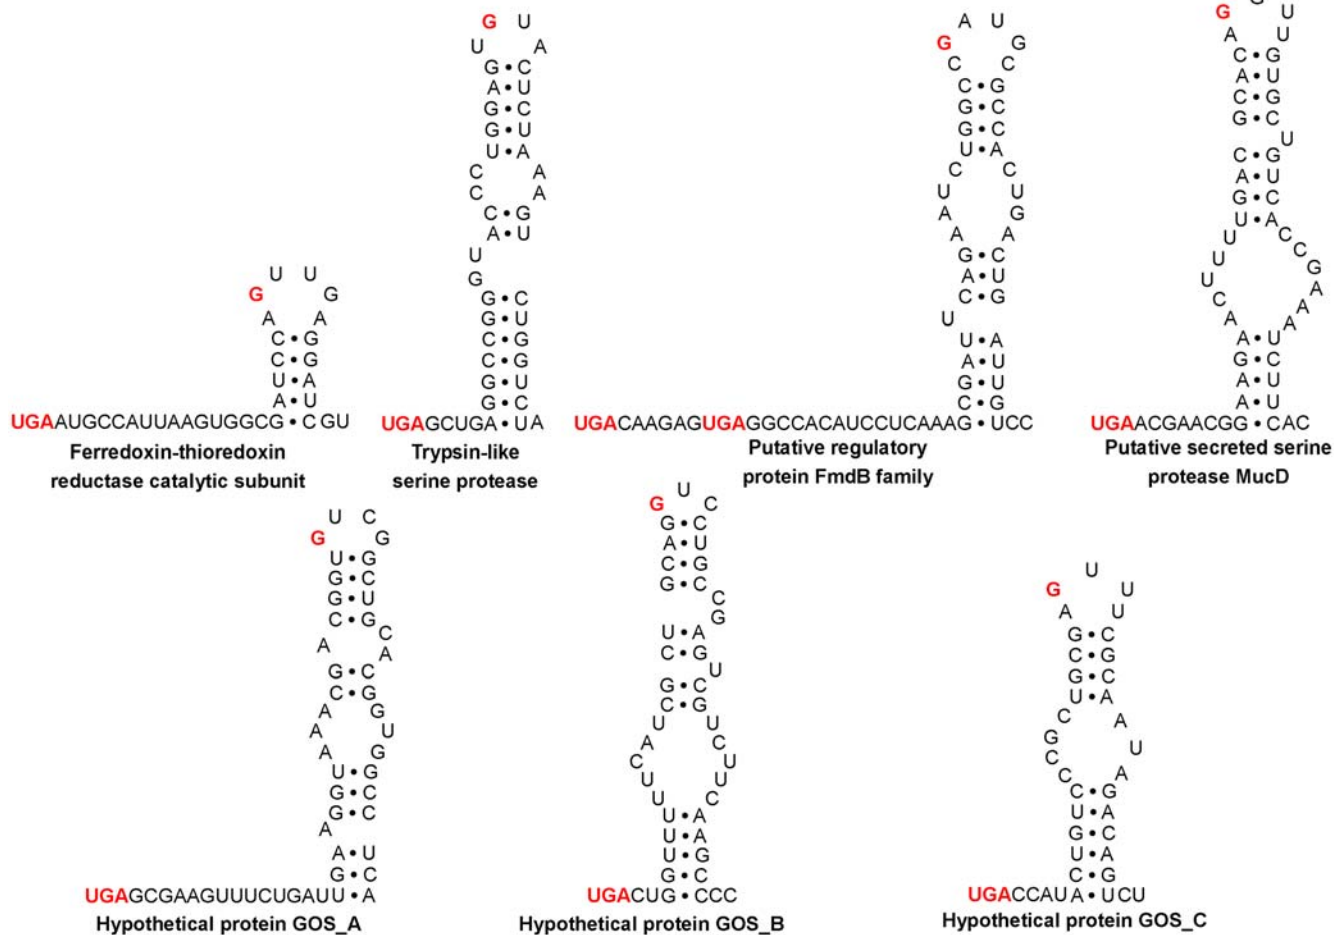 U U
G G
A A
C•G
C•G
U•A
A•U
UGAAUGCCAUUAAGUGGCG•CGU
Ferredoxin-thioredoxin
reductase catalytic subunit
G U
U A
G•C
A•U
G•C
G•U
U•A
C A
C A
C•G
A•U
U
G
G•C
G•U
C•G
C•G
G•U
G•C
UGAGCUGA•UA
Trypsin-like
serine protease
A U
G G
C C
C•G
G•C
G•C
U•A
C C
U U
A G
A A
G•C
A•U
C•G
U
U•A
A•U
G•U
C•G
UGACAAGAGUGAGGCCACAUCCUCAAAG•UCC
Putative regulatory
protein FmdB family
G U
A U
C•G
A•U
C•G
G•C
U
C•G
A•U
G•C
U•A
U C
U C
U G
C A
A A
A
A•U
G•C
A•U
A•U
UGAACGAACGG•CAC
Putative secreted serine
protease MucD
U C
G G
U•G
G•C
G•U
C•G
C
A A
G•C
C•G
A G
A U
A G
U•G
G•C
G•C
A
A•U
G•C
UGAGCGAAGUUUCUGAUU•A
Hypothetical protein GOS_A
U
G C
G•C
A•U
C•G
G•C
C
G
U•A
C•G
U
G•C
C•G
U U
A C
C U
U U
U C
U•A
U•A
U•G
G•C
UGACUG•CCC
Hypothetical protein GOS_B
U
G U
A U
G•C
C•G
G•C
U•A
C A
G U
C A
C
C•G
U•A
G•C
U•A
C•G
UGACCAUA•UCU
Hypothetical protein GOS_C